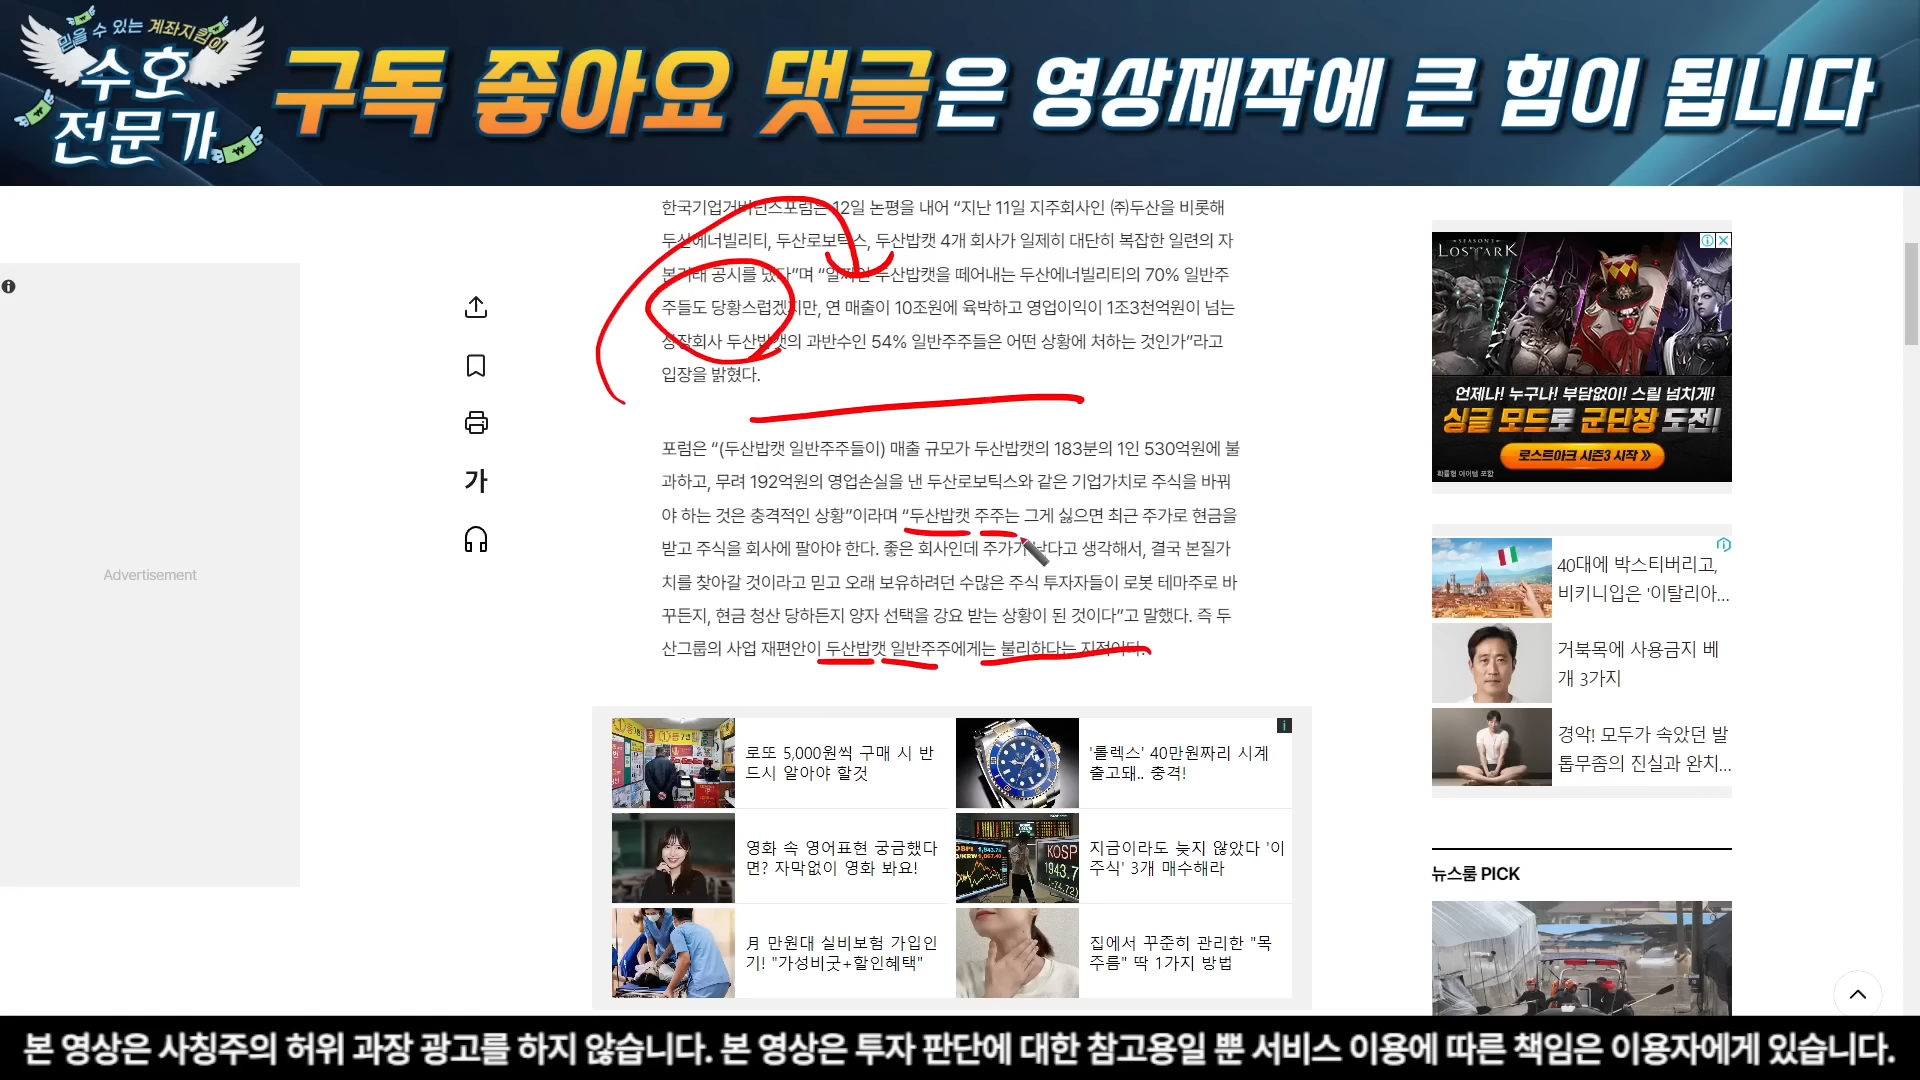 믿을 수 있는 계좌지킴이
수호
전문가
구독 좋아요 댓글은 영상제작에 큰 힘이 됩니다
한국기업거버넌스포럼은 12일 논평을 내어 “지난 11일 지주회사인 ㈜두산을 비롯해
두산에너빌리티, 두산로보틱스, 두산밥캣 4개 회사가 일제히 대단히 복잡한 일련의 자
본거래 공시를 냈다”며 “알짜인 두산밥캣을 떼어내는 두산에너빌리티의 70% 일반주
주들도 당황스럽겠지만, 연 매출이 10조원에 육박하고 영업이익이 1조3천억원이 넘는
상장회사 두산밥캣의 과반수인 54% 일반주주들은 어떤 상황에 처하는 것인가”라고
입장을 밝혔다.
포럼은 “(두산밥캣 일반주주들이) 매출 규모가 두산밥캣의 183분의 1인 530억원에 불
과하고, 무려 192억원의 영업손실을 낸 두산로보틱스와 같은 기업가치로 주식을 바꿔
야 하는 것은 충격적인 상황”이라며 “두산밥캣 주주는 그게 싫으면 최근 주가로 현금을
받고 주식을 회사에 팔아야 한다. 좋은 회사인데 주가가 낮다고 생각해서, 결국 본질가
치를 찾아갈 것이라고 믿고 오래 보유하려던 수많은 주식 투자자들이 로봇 테마주로 바
꾸든지, 현금 청산 당하든지 양자 선택을 강요 받는 상황이 된 것이다”고 말했다. 즉 두
산그룹의 사업 재편안이 두산밥캣 일반주주에게는 불리하다는 지적이다.
Advertisement
가
로또 5,000원씩 구매 시 반
드시 알아야 할것
'롤렉스' 40만원짜리 시계
출고돼.. 충격!
영화 속 영어표현 궁금했다
면? 자막없이 영화 봐요!
KOSP
1943.7
지금이라도 늦지 않았다 '이
주식' 3개 매수해라
月 만원대 실비보험 가입인
기! "가성비굿+할인혜택"
집에서 꾸준히 관리한 "목
주름" 딱 1가지 방법
SEASON3
LOST ARK
언제나! 누구나! 부담없이! 스릴 넘치게!
싱글 모드로 군단장 도전!
로스트아크 시즌3 시작 》
확률형 아이템 포함
40대에 박스티버리고,
비키니입은 '이탈리아...
거북목에 사용금지 베
개 3가지
경악! 모두가 속았던 발
톱무좀의 진실과 완치...
뉴스룸 PICK
본 영상은 사칭주의 허위 과장 광고를 하지 않습니다. 본 영상은 투자 판단에 대한 참고용일 뿐 서비스 이용에 따른 책임은 이용자에게 있습니다.